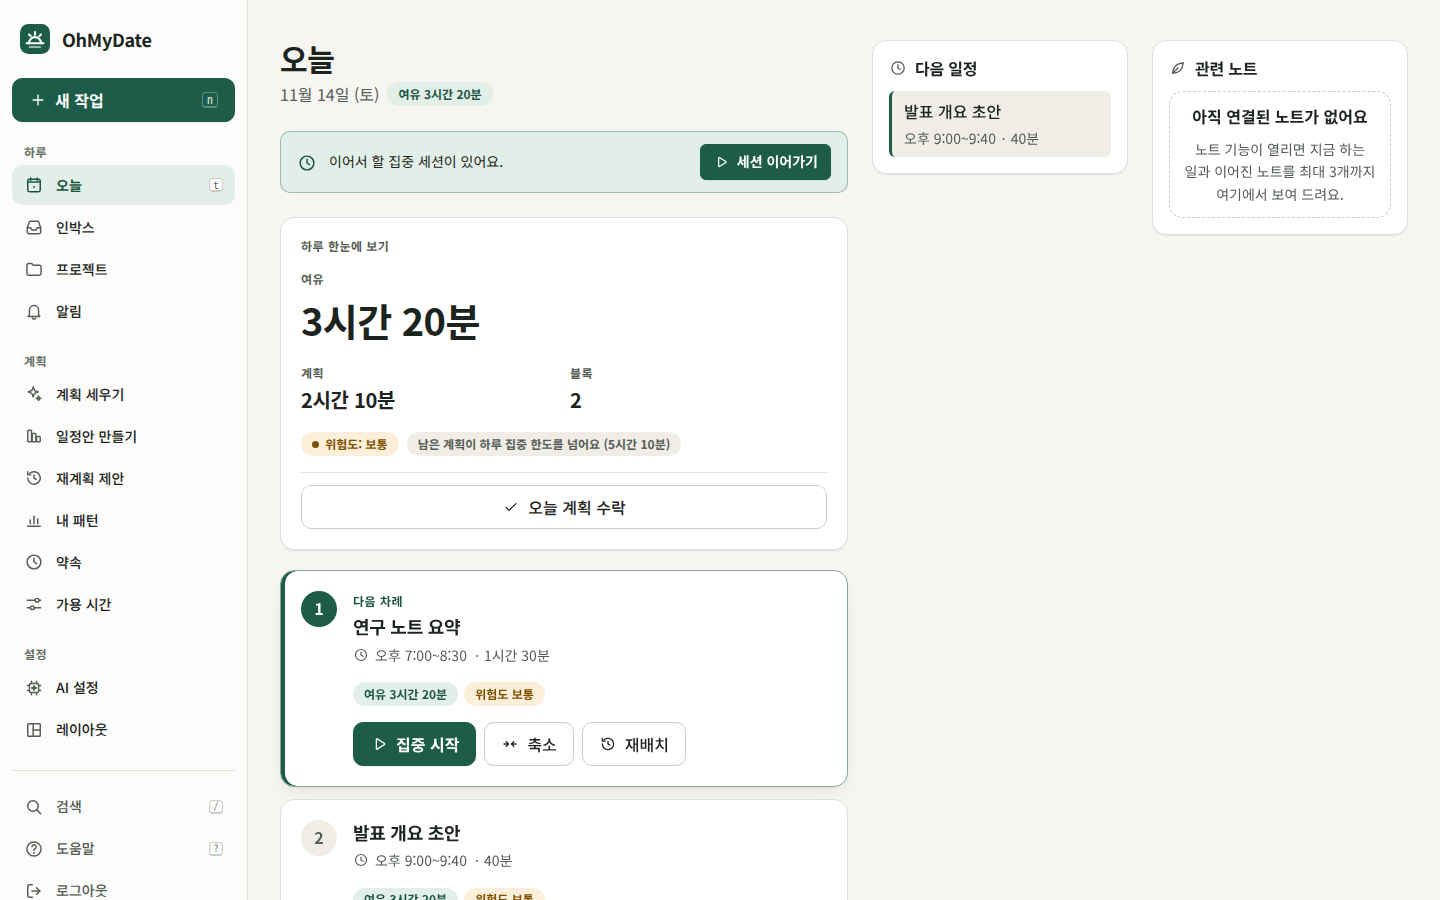 OhMyDate
새 작업 n
하루
오늘 t
인박스
프로젝트
알림
계획
계획 세우기
일정안 만들기
재계획 제안
내 패턴
약속
가용 시간
설정
AI 설정
레이아웃
검색 /
도움말 ?
로그아웃
오늘
11월 14일 (토) 여유 3시간 20분
이어서 할 집중 세션이 있어요. 세션 이어가기
하루 한눈에 보기
여유
3시간 20분
계획 블록
2시간 10분 2
위험도: 보통 남은 계획이 하루 집중 한도를 넘어요 (5시간 10분)
오늘 계획 수락
1 다음 차례
연구 노트 요약
오후 7:00~8:30 · 1시간 30분
여유 3시간 20분 위험도 보통
집중 시작 축소 재배치
2 발표 개요 초안
오후 9:00~9:40 · 40분
여유 3시간 20분 위험도 보통
다음 일정
발표 개요 초안
오후 9:00~9:40 · 40분
관련 노트
아직 연결된 노트가 없어요
노트 기능이 열리면 지금 하는
일과 이어진 노트를 최대 3개까지
여기에서 보여 드려요.